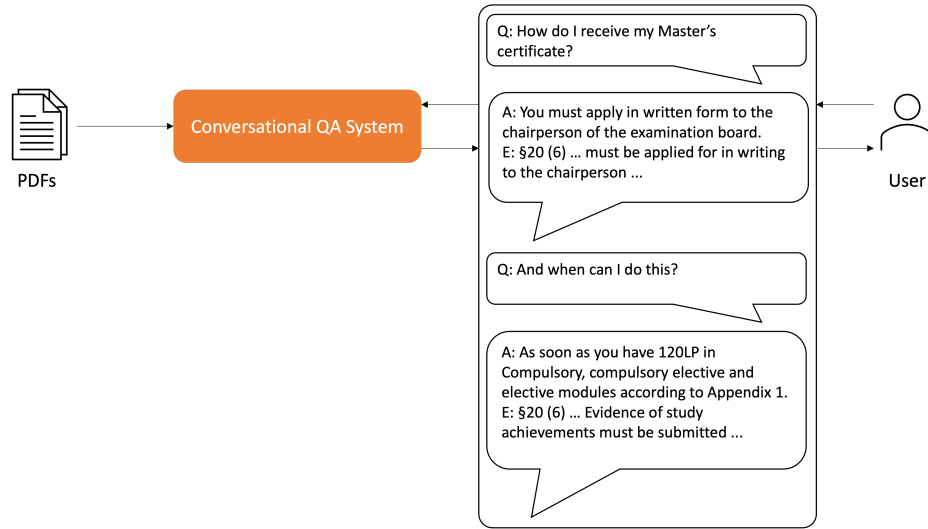 PDFs
Conversational QA System
Q: How do I receive my Master's
certificate?
A: You must apply in written form to the
chairperson of the examination board.
E: §20 (6) … must be applied for in writing
to the chairperson ...
Q: And when can I do this?
A: As soon as you have 120LP in
Compulsory, compulsory elective and
elective modules according to Appendix 1.
E: §20 (6) … Evidence of study
achievements must be submitted ...
User